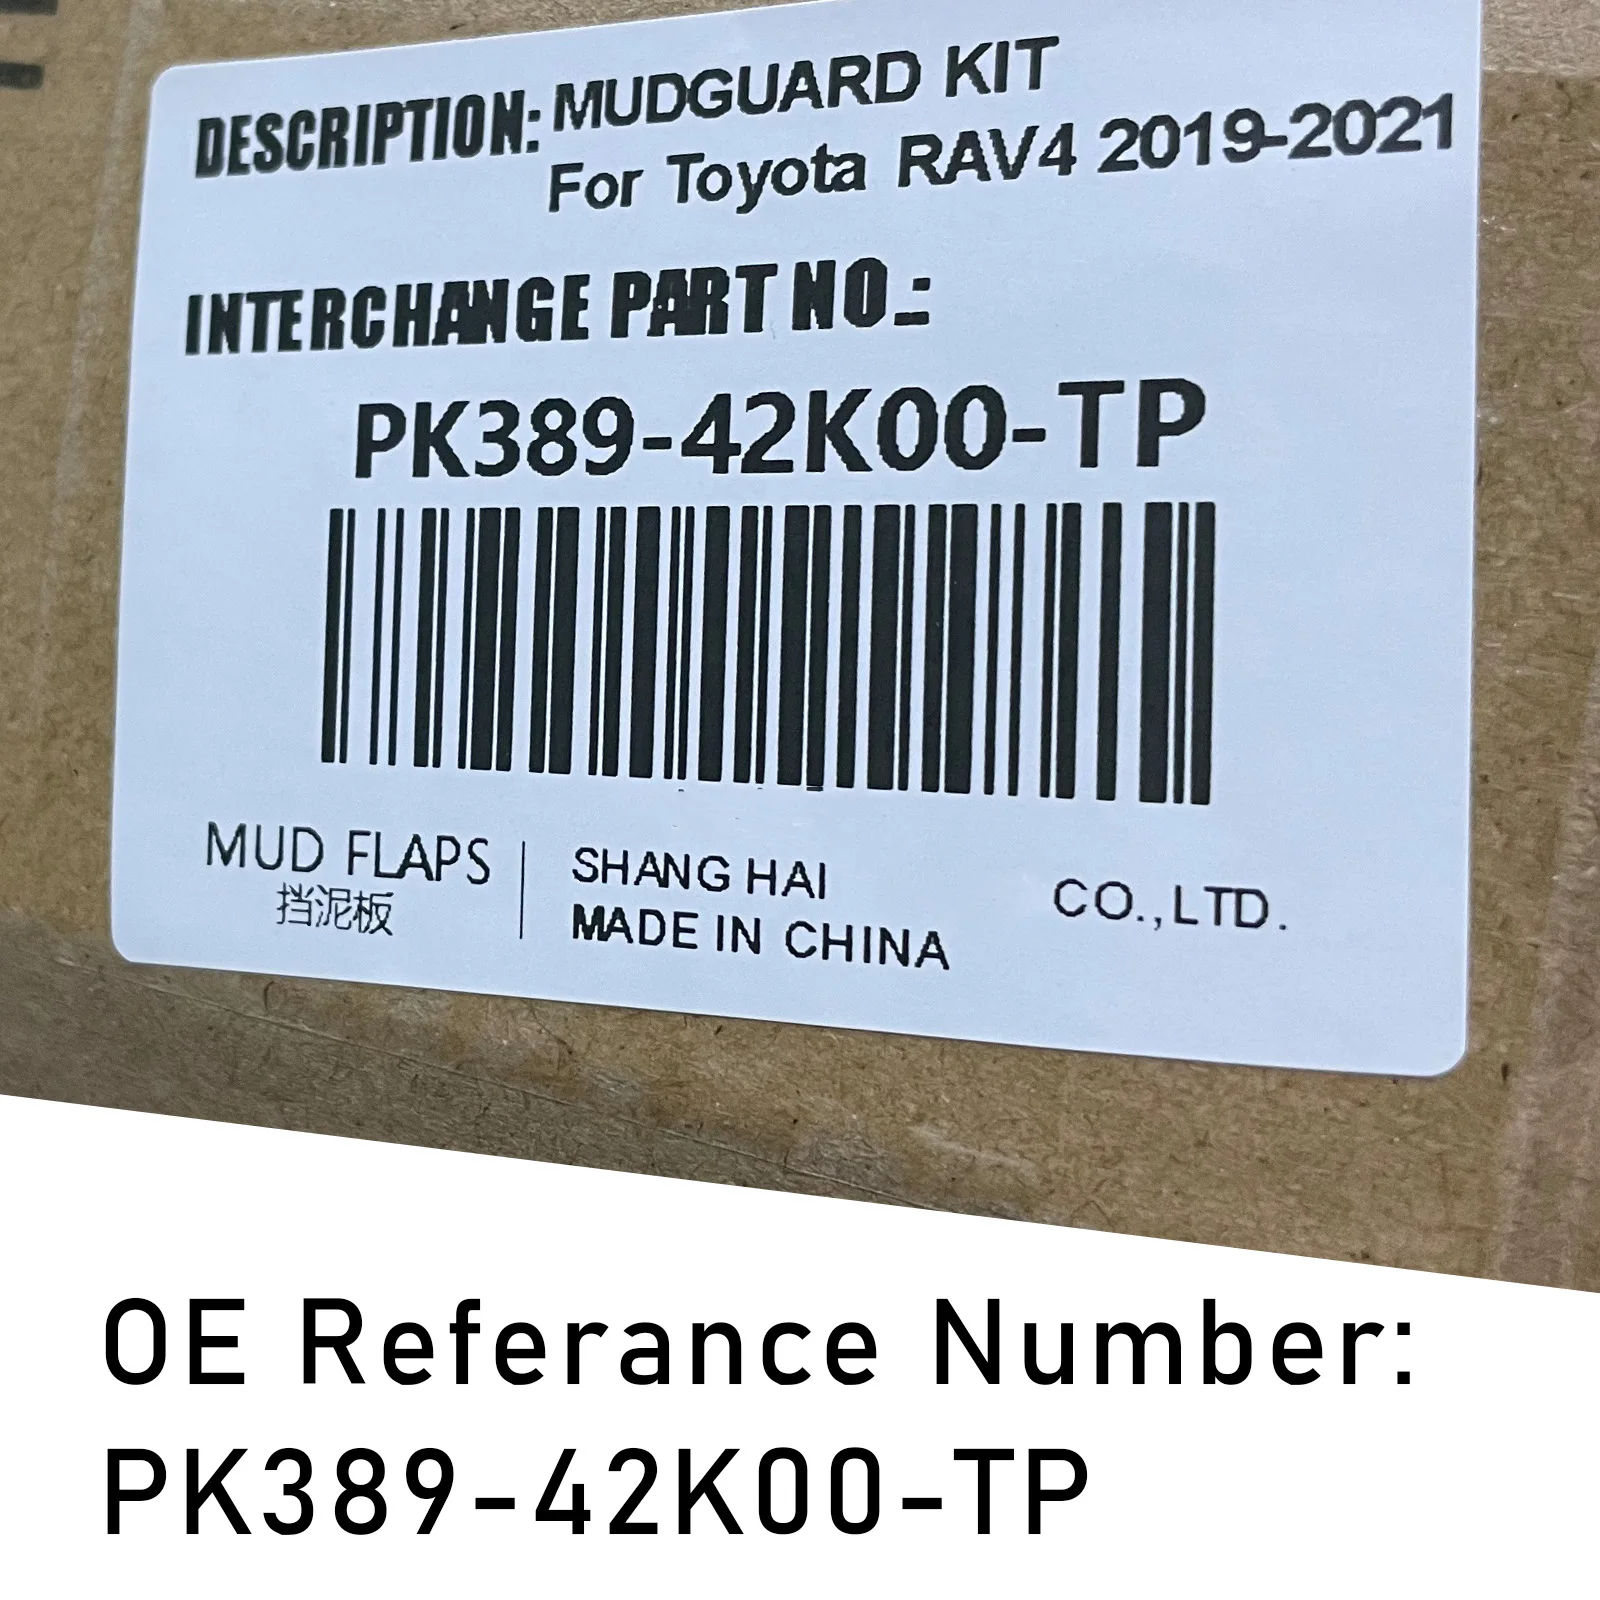 DESCRIPTION: MUDGUARD KIT
For Toyota RAV4 2019-2021
INTERCHANGE PART NO.:
PK389-42K00-TP
MUD FLAPS
挡泥板
SHANG HAI CO.,LTD.
MADE IN CHINA
OE Referance Number:
PK389-42K00-TP